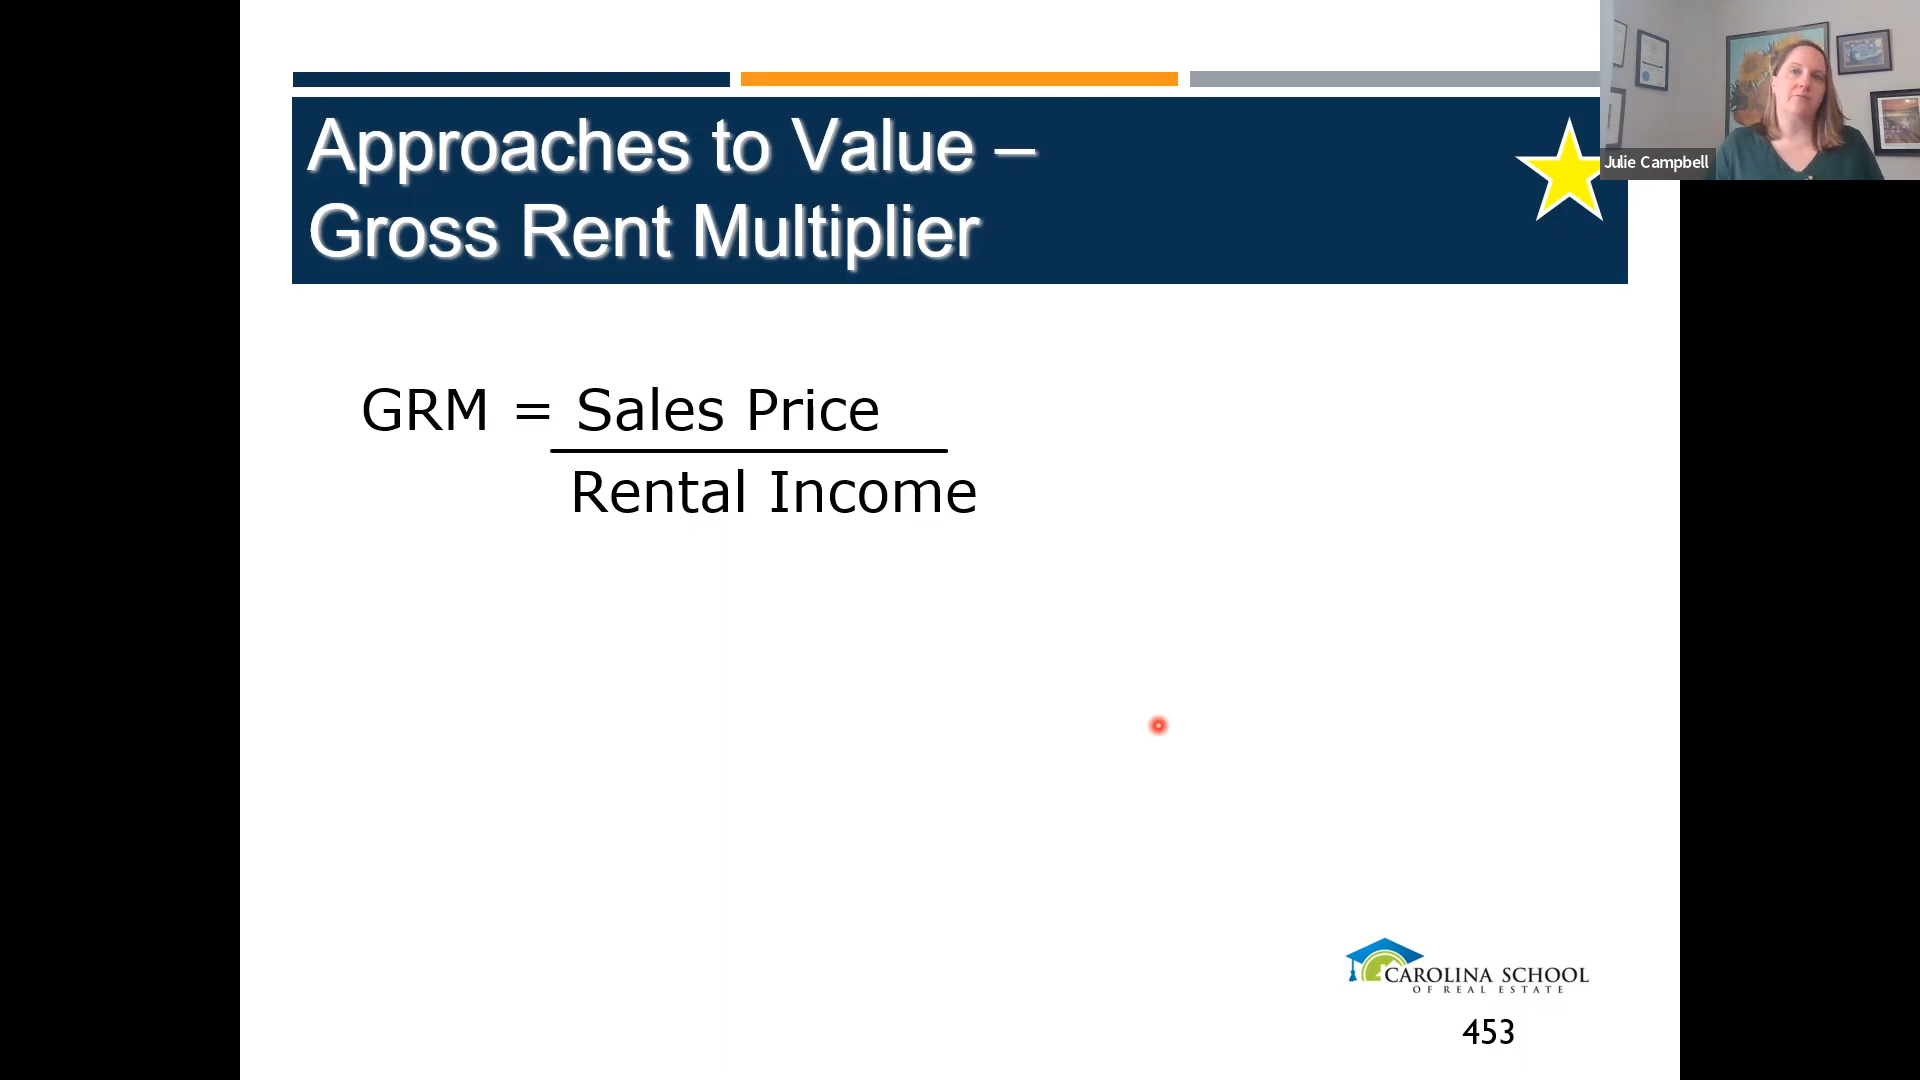 Approaches to Value –
Gross Rent Multiplier
Julie Campbell
GRM = Sales Price
Rental Income
CAROLINA SCHOOL
OF REAL ESTATE
453